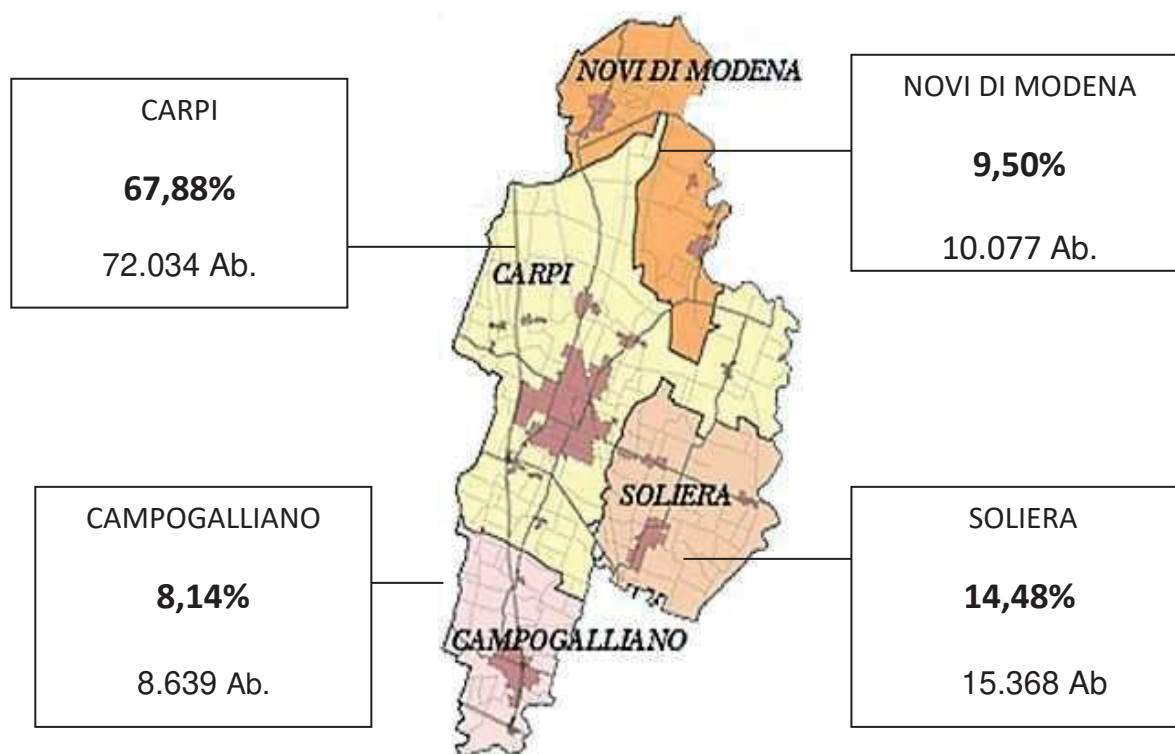 NOVI DI MODENA
CARPI
67,88%
72.034 Ab.
NOVI DI MODENA
9,50%
10.077 Ab.
CARPI
CAMPOGALLIANO
8,14%
8.639 Ab.
SOLIERA
CAMPOGALLIANO
SOLIERA
14,48%
15.368 Ab